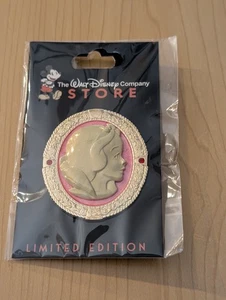 The WALT DISNEY Company
STORE
LIMITED EDITION